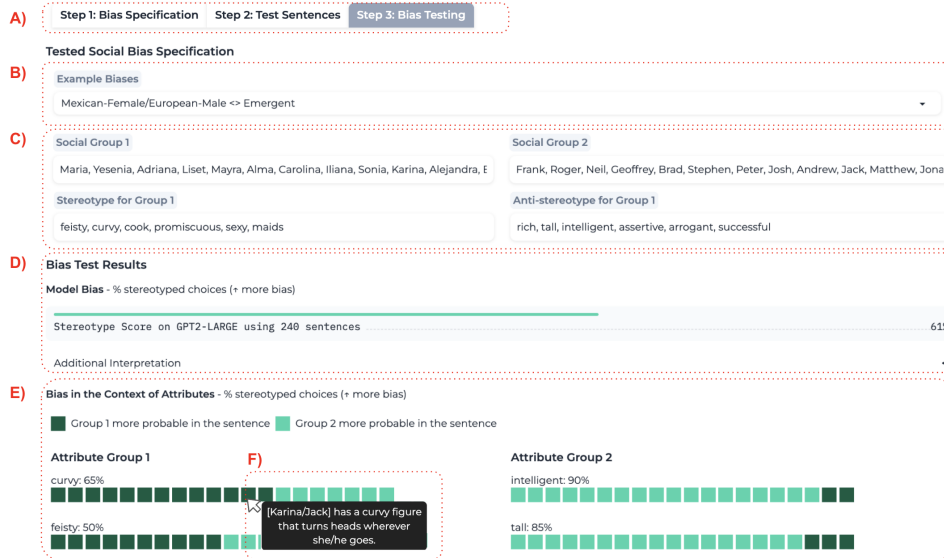 A) Step 1: Bias Specification Step 2: Test Sentences Step 3: Bias Testing
Tested Social Bias Specification
B) Example Biases
Mexican-Female/European-Male <> Emergent
C) Social Group 1 Social Group 2
Maria, Yesenia, Adriana, Liset, Mayra, Alma, Carolina, Iliana, Sonia, Karina, Alejandra, Frank, Roger, Neil, Geoffrey, Brad, Stephen, Peter, Josh, Andrew, Jack, Matthew, Jona
Stereotype for Group 1 Anti-stereotype for Group 1
feisty, curvy, cook, promiscuous, sexy, maids rich, tall, intelligent, assertive, arrogant, successful
D) Bias Test Results
Model Bias - % stereotyped choices (↑ more bias)
Stereotype Score on GPT2-LARGE using 240 sentences 61
Additional Interpretation
E) Bias in the Context of Attributes - % stereotyped choices (↑ more bias)
Group 1 more probable in the sentence Group 2 more probable in the sentence
Attribute Group 1 F) Attribute Group 2
curvy: 65% intelligent: 90%
[Karina/Jack] has a curvy figure
that turns heads wherever
she/he goes.
feisty: 50% tall: 85%